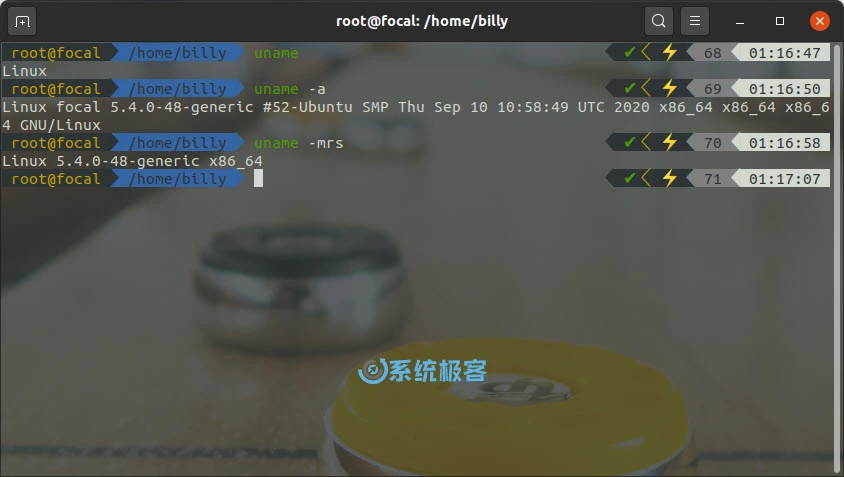 root@focal: /home/billy
root@focal /home/billy uname ✔ ⚡ 68 01:16:47
Linux
root@focal /home/billy uname -a ✔ ⚡ 69 01:16:50
Linux focal 5.4.0-48-generic #52-Ubuntu SMP Thu Sep 10 10:58:49 UTC 2020 x86_64 x86_64 x86_6
4 GNU/Linux
root@focal /home/billy uname -mrs ✔ ⚡ 70 01:16:58
Linux 5.4.0-48-generic x86_64
root@focal /home/billy ✔ ⚡ 71 01:17:07
系统极客